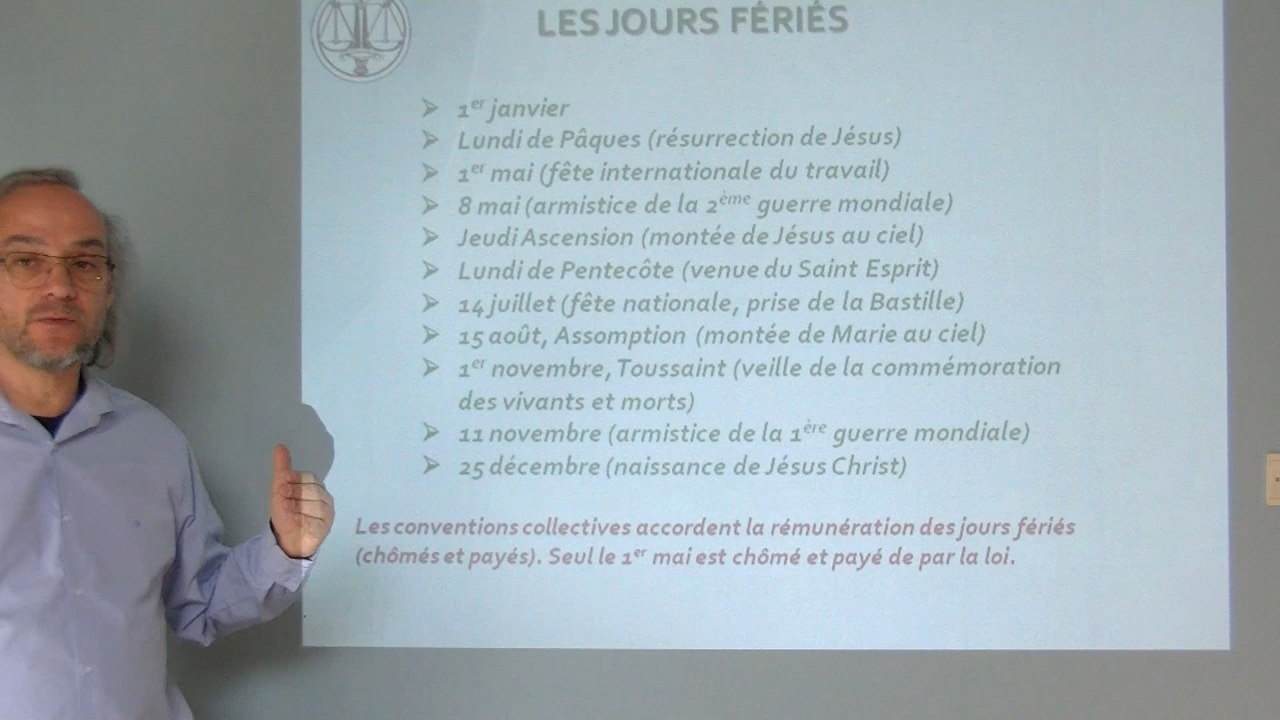 LES JOURS FÉRIÉS
➢ 1er janvier
➢ Lundi de Pâques (résurrection de Jésus)
➢ 1er mai (fête internationale du travail)
➢ 8 mai (armistice de la 2ème guerre mondiale)
➢ Jeudi Ascension (montée de Jésus au ciel)
➢ Lundi de Pentecôte (venue du Saint Esprit)
➢ 14 juillet (fête nationale, prise de la Bastille)
➢ 15 août, Assomption (montée de Marie au ciel)
➢ 1er novembre, Toussaint (veille de la commémoration
des vivants et morts)
➢ 11 novembre (armistice de la 1ère guerre mondiale)
➢ 25 décembre (naissance de Jésus Christ)
Les conventions collectives accordent la rémunération des jours fériés
(chômés et payés). Seul le 1er mai est chômé et payé de par la loi.